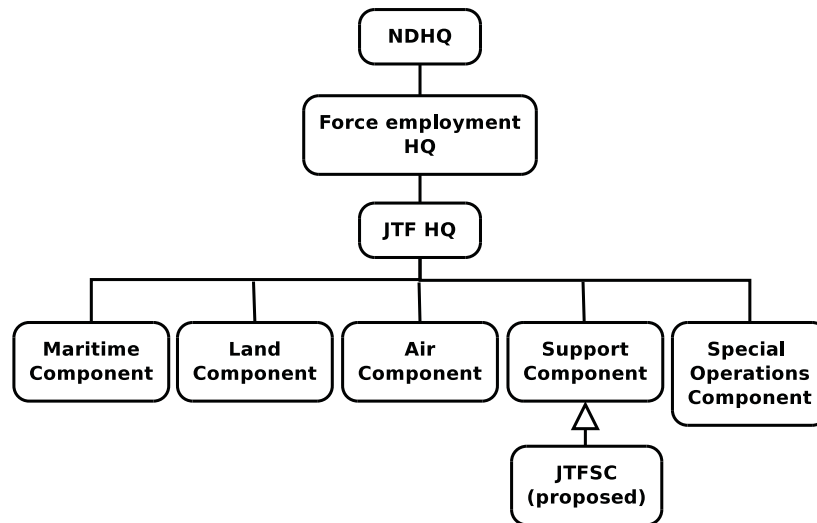 NDHQ
Force employment
HQ
JTF HQ
Maritime
Component
Land
Component
Air
Component
Support
Component
Special
Operations
Component
JTFSC
(proposed)